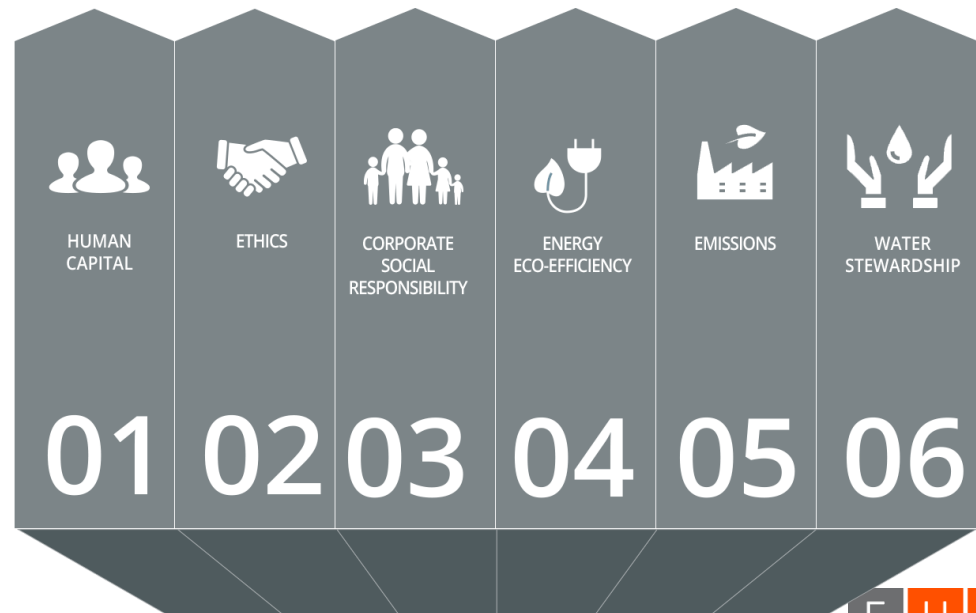 HUMAN
CAPITAL
ETHICS
CORPORATE
SOCIAL
RESPONSIBILITY
ENERGY
ECO-EFFICIENCY
EMISSIONS
WATER
STEWARDSHIP
01
02
03
04
05
06